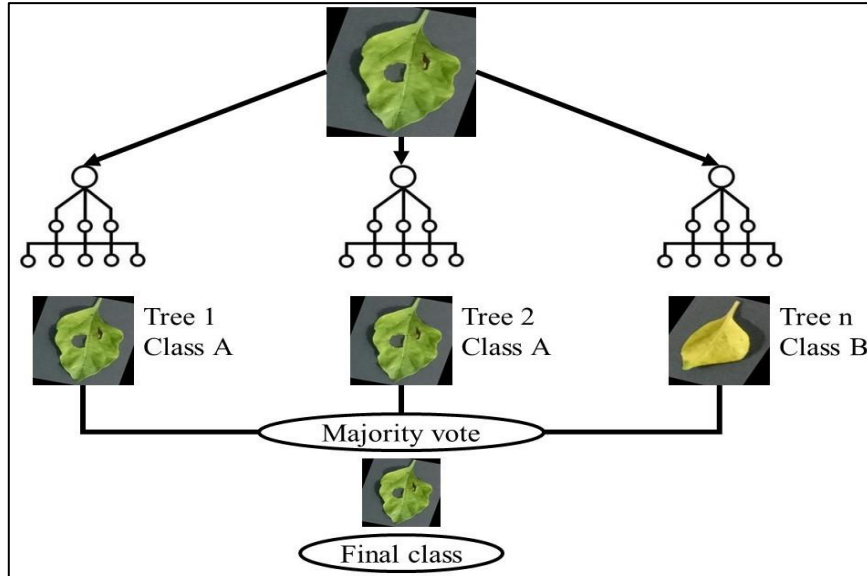 Tree 1
Class A
Tree 2
Class A
Tree n
Class B
Majority vote
Final class